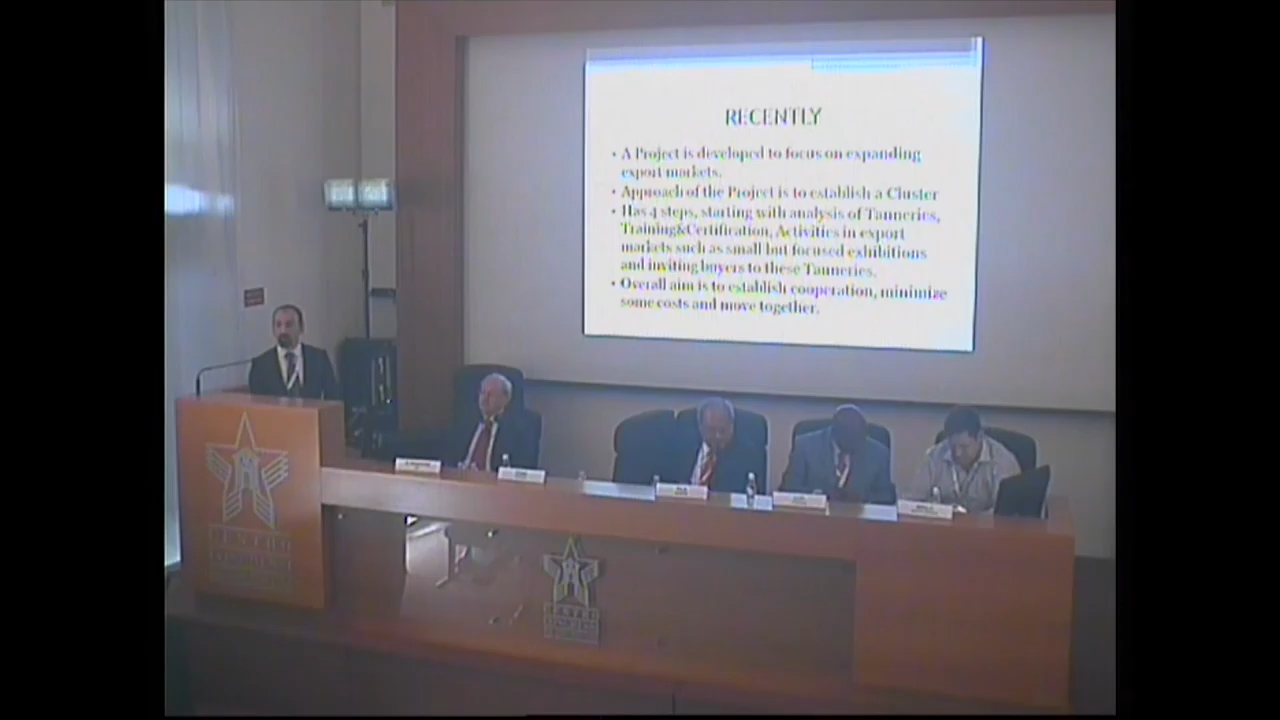 RECENTLY
• A Project is developed to focus on expanding
export markets.
• Approach of the Project is to establish a Cluster
• Has 4 steps, starting with analysis of Tanneries,
Training&Certification, Activities in export
markets such as small but focused exhibitions
and inviting buyers to these Tanneries.
• Overall aim is to establish cooperation, minimize
some costs and move together.